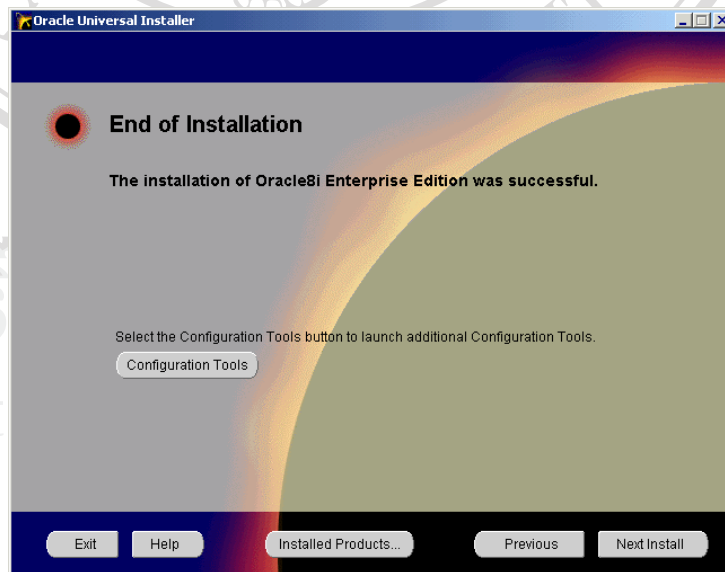 Oracle Universal Installer
End of Installation
The installation of Oracle8i Enterprise Edition was successful.
Select the Configuration Tools button to launch additional Configuration Tools.
Configuration Tools
Exit Help Installed Products... Previous Next Install